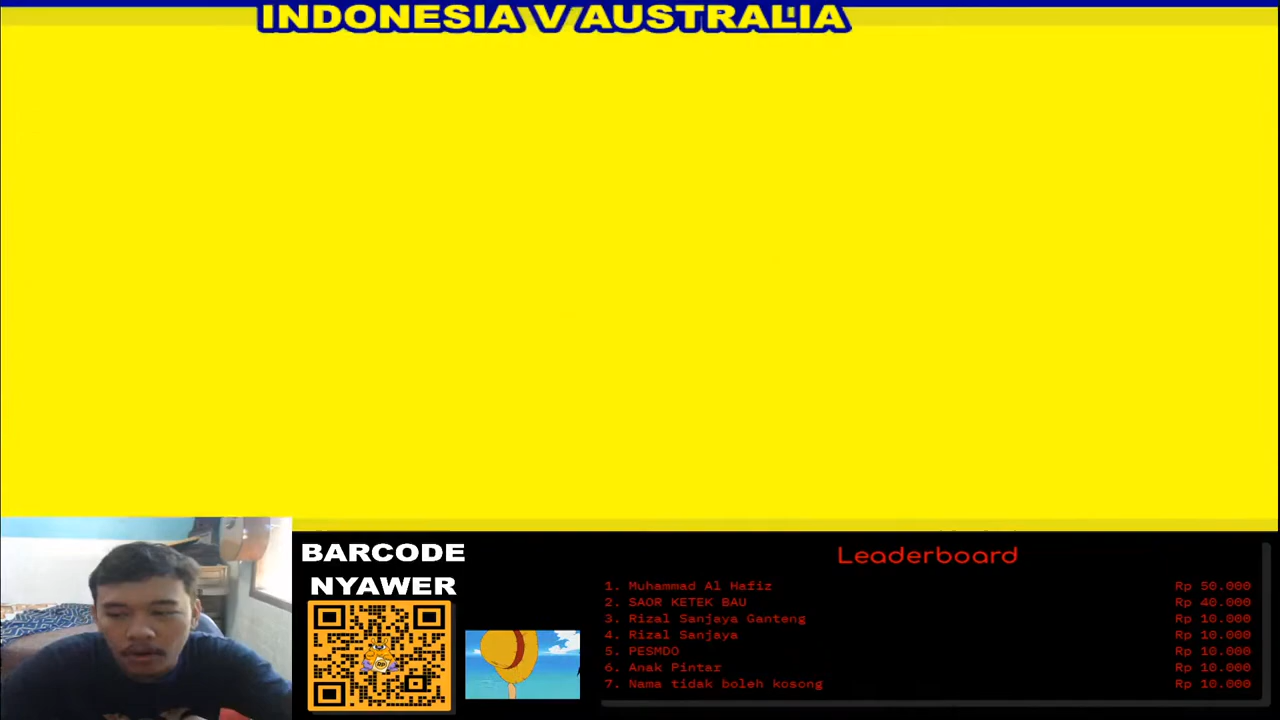 INDONESIA V AUSTRALIA
BARCODE
NYAWER
Leaderboard
1. Muhammad Al Hafiz Rp 50.000
2. SAOR KETEK BAU Rp 40.000
3. Rizal Sanjaya Ganteng Rp 10.000
4. Rizal Sanjaya Rp 10.000
5. PESMDO Rp 10.000
6. Anak Pintar Rp 10.000
7. Nama tidak boleh kosong Rp 10.000